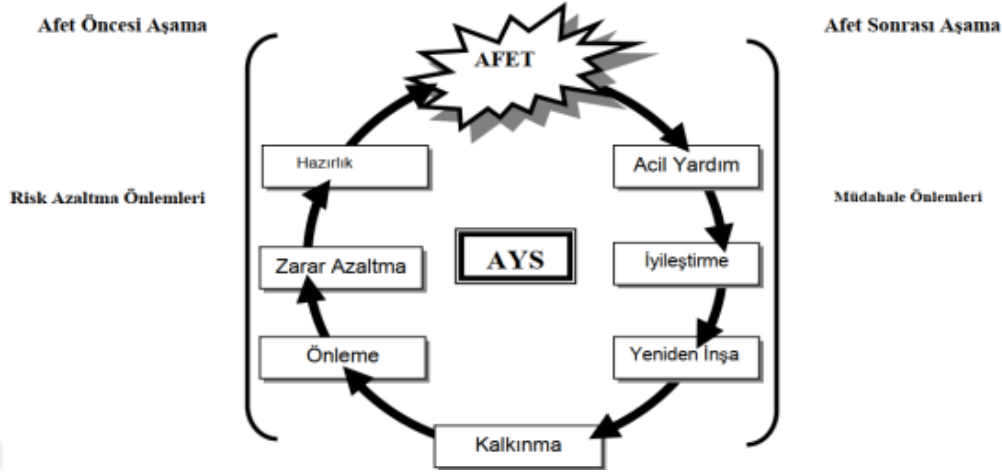 Afet Öncesi Aşama
Afet Sonrası Aşama
AFET
Hazırlık
Acil Yardım
Risk Azaltma Önlemleri
Müdahale Önlemleri
Zarar Azaltma
AYS
İyileştirme
Önleme
Yeniden İnşa
Kalkınma